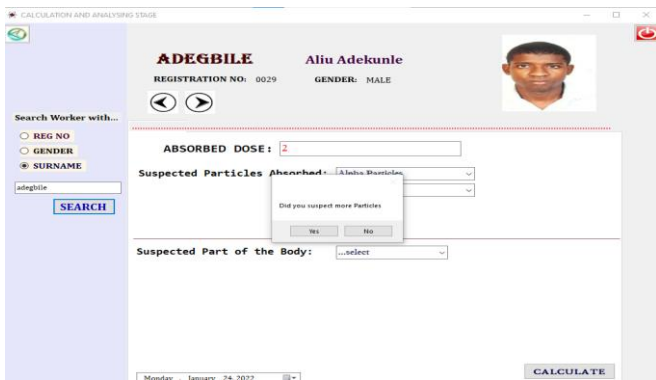 CALCULATION AND ANALYSING STAGE
ADEGBILE Aliu Adekunle
REGISTRATION NO: 0029 GENDER: MALE
Search Worker with...
REG NO
GENDER
SURNAME
adegbile
SEARCH
ABSORBED DOSE: 2
Suspected Particles Absorbed: Alpha Particles
Did you suspect more Particles
Yes No
Suspected Part of the Body: ...select
Monday , January 24, 2022
CALCULATE